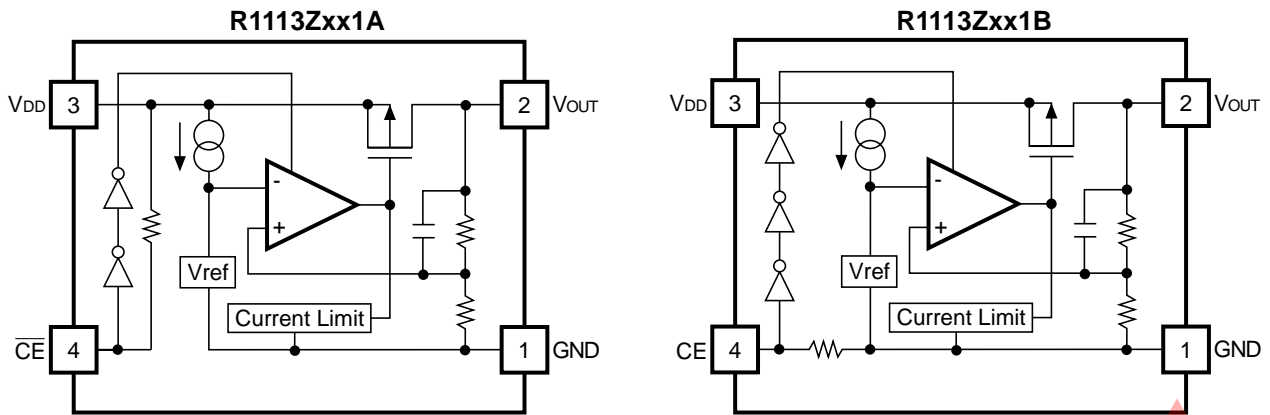 R1113Zxx1A
R1113Zxx1B
VDD 3
2 VOUT
-
+
Vref
Current Limit
C̅E̅ 4
1 GND
VDD 3
2 VOUT
-
+
Vref
Current Limit
CE 4
1 GND